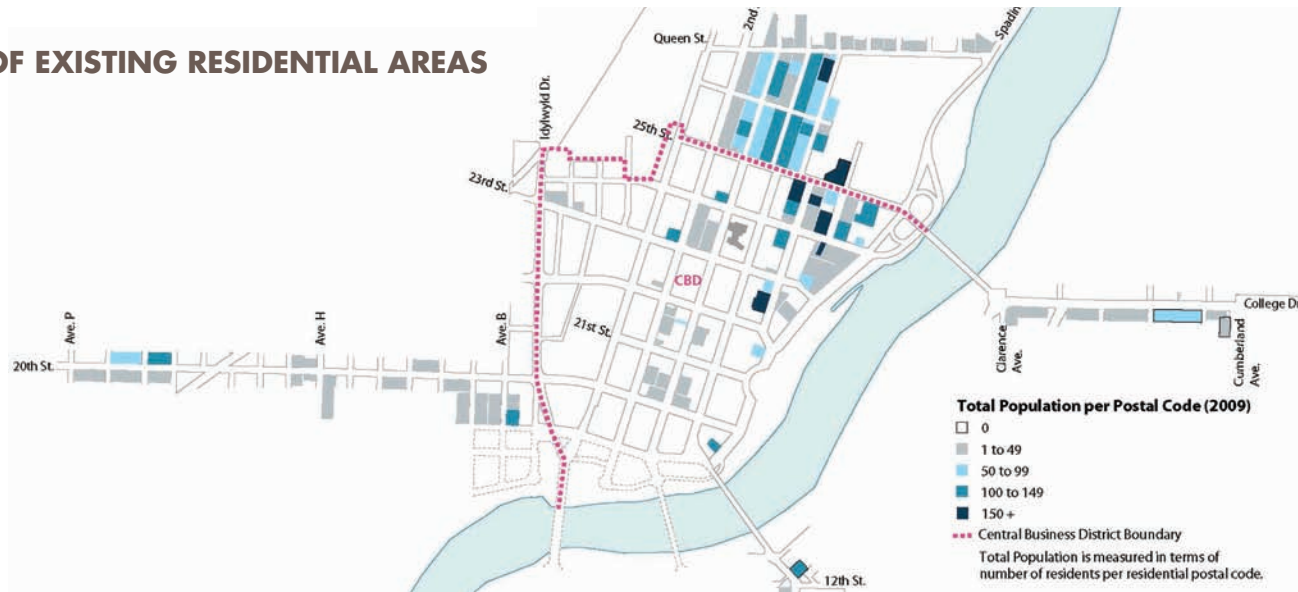 OF EXISTING RESIDENTIAL AREAS
Queen St.
2nd
25th St.
Idylwyld Dr.
23rd St.
CBD
21st St.
Ave. P
Ave. H
Ave. B
20th St.
College Dr
Clarence
Ave.
Cumberland
Ave.
12th St.
Total Population per Postal Code (2009)
0
1 to 49
50 to 99
100 to 149
150 +
Central Business District Boundary
Total Population is measured in terms of
number of residents per residential postal code.